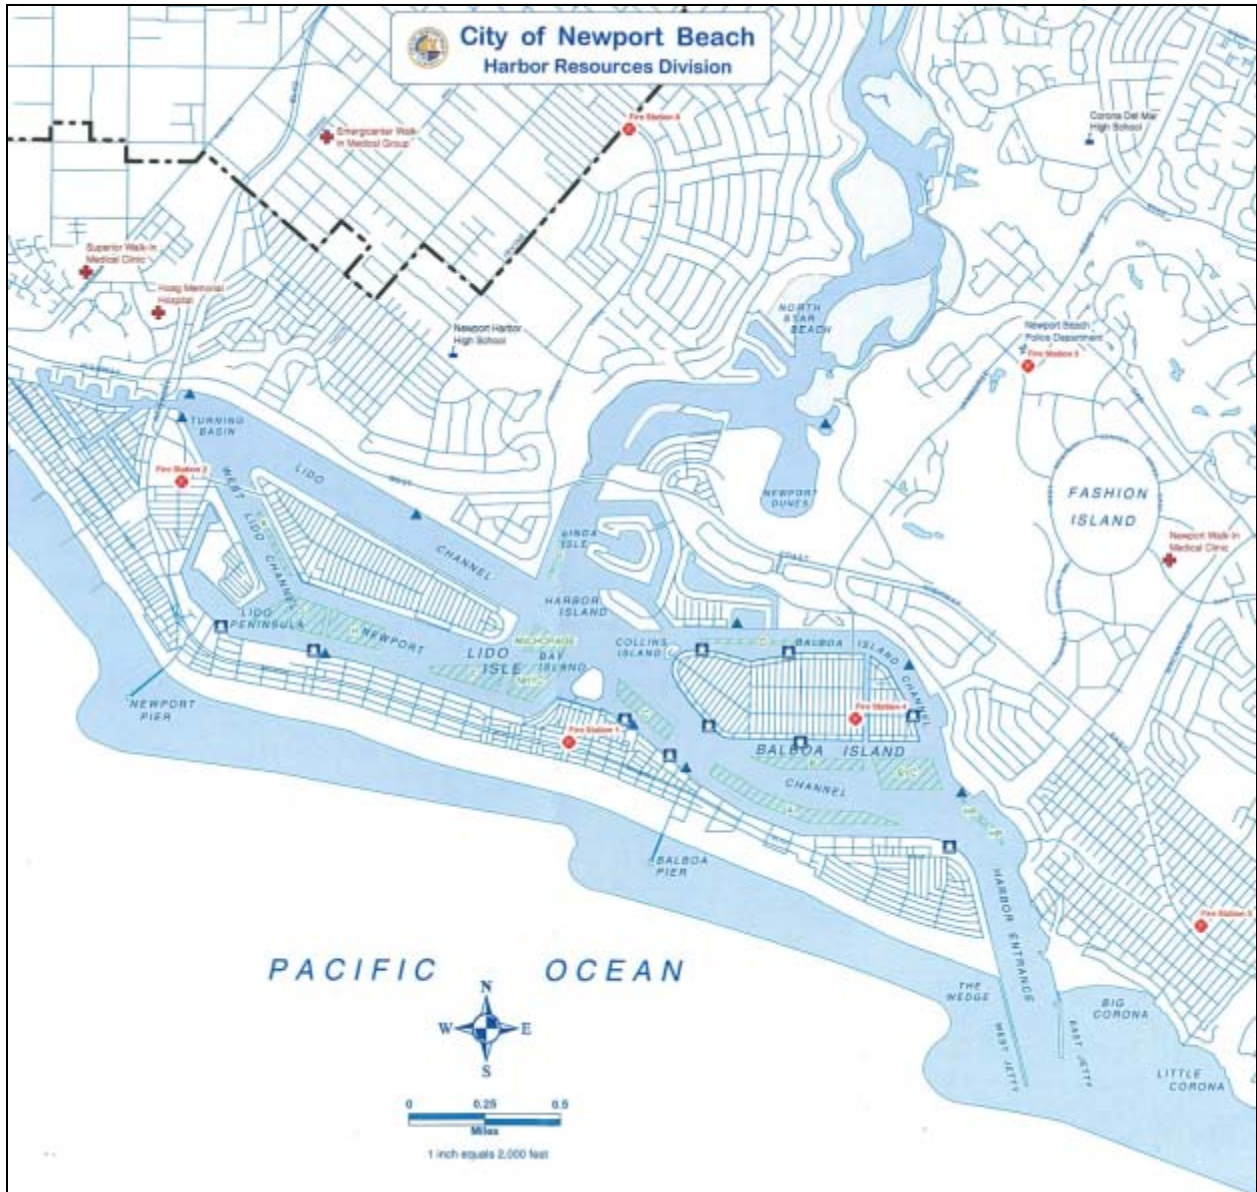 City of Newport Beach
Harbor Resources Division
Fire Station 6
Emergicenter Walk-
In Medical Group
Corona Del Mar
High School
Superior Walk-In
Medical Clinic
Hoag Memorial
Hospital
NORTH
STAR
BEACH
Newport Harbor
High School
Newport Beach
Police Department
Fire Station 3
TURNING
BASIN
Fire Station 2
WEST
LIDO
CHANNEL
LIDO
CHANNEL
NEWPORT
DUNES
FASHION
ISLAND
Newport Walk In
Medical Clinic
LINDA
ISLE
HARBOR
ISLAND
LIDO
PENINSULA
NEWPORT
LIDO
ISLE
ANCHORAGE
BAY
ISLAND
COLLINS
ISLAND
BALBOA
ISLAND
CHANNEL
NEWPORT
PIER
Fire Station 1
Fire Station 4
BALBOA
ISLAND
CHANNEL
BALBOA
PIER
HARBOR
ENTRANCE
PACIFIC
OCEAN
THE
WEDGE
WEST JETTY
EAST JETTY
BIG
CORONA
LITTLE
CORONA
N
W
E
S
0
0.25
0.5
Miles
1 inch equals 2,000 feet